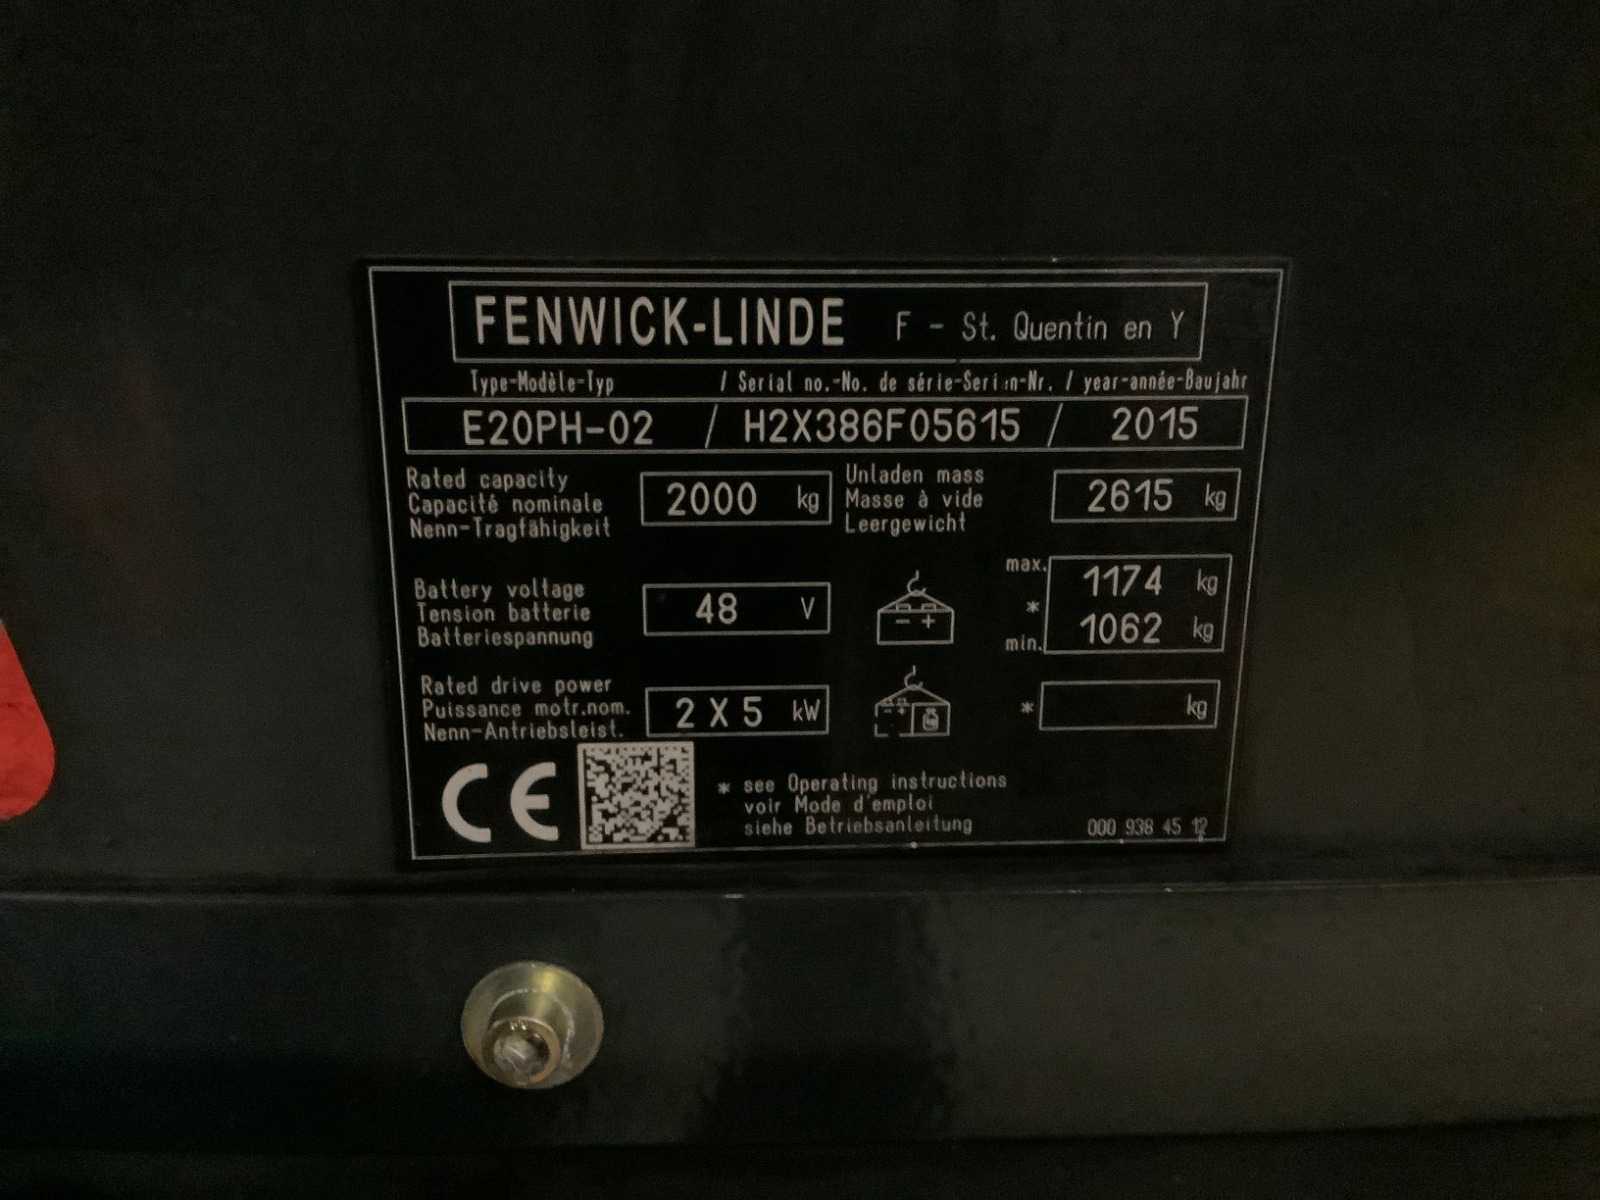 FENWICK-LINDE F - St. Quentin en Y
Type-Modèle-Typ / Serial no.-No. de série-Serien-Nr. / year-année-Baujahr
E20PH-02 / H2X386F05615 / 2015
Rated capacity
Capacité nominale
Nenn-Tragfähigkeit
2000 kg
Unladen mass
Masse à vide
Leergewicht
2615 kg
Battery voltage
Tension batterie
Batteriespannung
48 V
- +
max. 1174 kg
*
min. 1062 kg
Rated drive power
Puissance motr.nom.
Nenn-Antriebsleist.
2 X 5 kW
- +
* kg
CE
* see Operating instructions
voir Mode d'emploi
siehe Betriebsanleitung
000 938 45 12